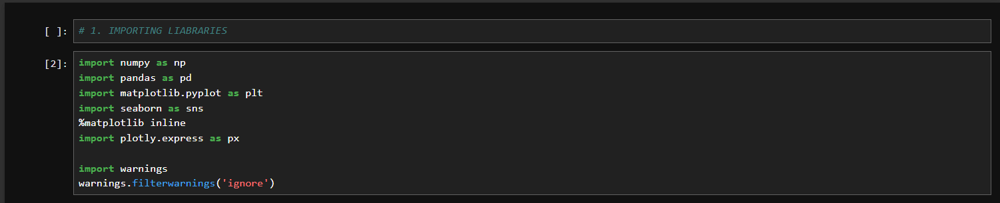 [ ]: # 1. IMPORTING LIABRARIES
[2]: import numpy as np
import pandas as pd
import matplotlib.pyplot as plt
import seaborn as sns
%matplotlib inline
import plotly.express as px
import warnings
warnings.filterwarnings('ignore')